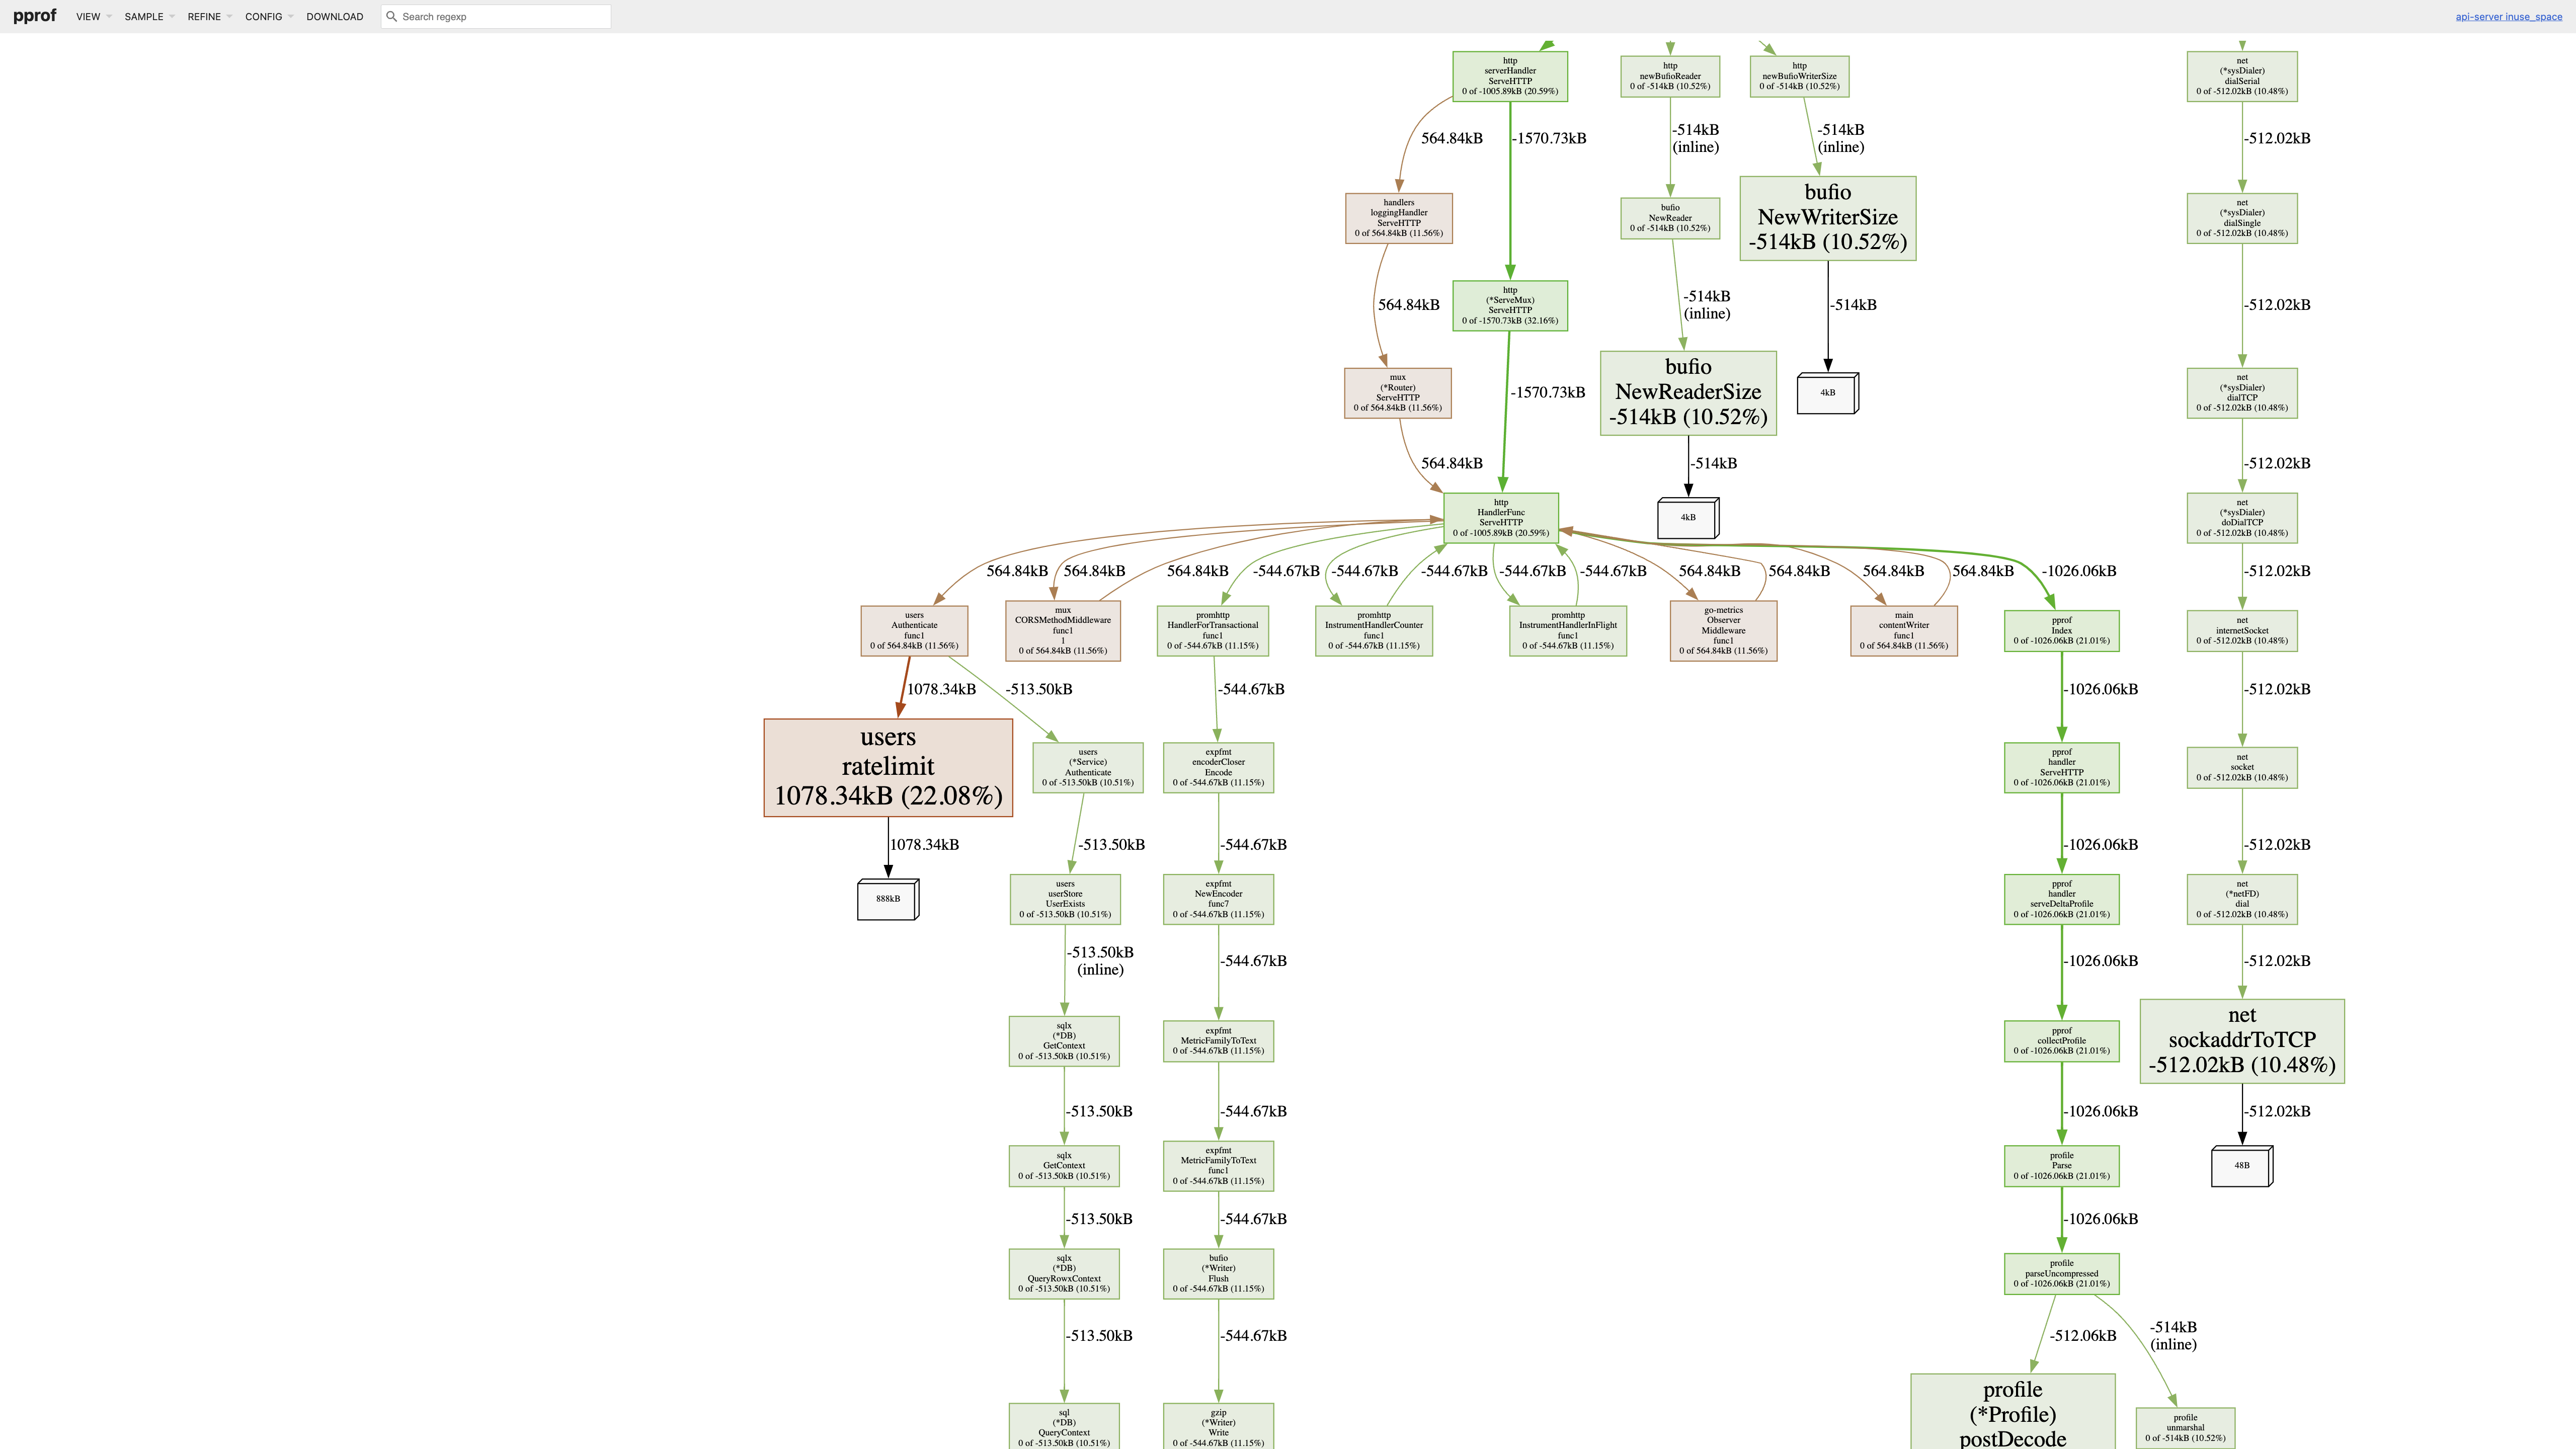 pprof
VIEW
SAMPLE
REFINE
CONFIG
DOWNLOAD
Search regexp
api-server inuse_space
http
serverHandler
ServeHTTP
0 of -1005.89kB (20.59%)
http
newBufioReader
0 of -514kB (10.52%)
http
newBufioWriterSize
0 of -514kB (10.52%)
net
(*sysDialer)
dialSerial
0 of -512.02kB (10.48%)
564.84kB
-1570.73kB
-514kB
(inline)
-514kB
(inline)
-512.02kB
handlers
loggingHandler
ServeHTTP
0 of 564.84kB (11.56%)
bufio
NewReader
0 of -514kB (10.52%)
bufio
NewWriterSize
-514kB (10.52%)
net
(*sysDialer)
dialSingle
0 of -512.02kB (10.48%)
564.84kB
http
(*ServeMux)
ServeHTTP
0 of -1570.73kB (32.16%)
-514kB
(inline)
-514kB
-512.02kB
mux
(*Router)
ServeHTTP
0 of 564.84kB (11.56%)
-1570.73kB
bufio
NewReaderSize
-514kB (10.52%)
4kB
net
(*sysDialer)
dialTCP
0 of -512.02kB (10.48%)
564.84kB
-514kB
-512.02kB
http
HandlerFunc
ServeHTTP
0 of -1005.89kB (20.59%)
4kB
net
(*sysDialer)
doDialTCP
0 of -512.02kB (10.48%)
564.84kB
564.84kB
564.84kB
-544.67kB
-544.67kB
-544.67kB
-544.67kB
-544.67kB
564.84kB
564.84kB
564.84kB
564.84kB
-1026.06kB
-512.02kB
users
Authenticate
func1
0 of 564.84kB (11.56%)
mux
CORSMethodMiddleware
func1
1
0 of 564.84kB (11.56%)
promhttp
HandlerForTransactional
func1
0 of -544.67kB (11.15%)
promhttp
InstrumentHandlerCounter
func1
0 of -544.67kB (11.15%)
promhttp
InstrumentHandlerInFlight
func1
0 of -544.67kB (11.15%)
go-metrics
Observer
Middleware
func1
0 of 564.84kB (11.56%)
main
contentWriter
func1
0 of 564.84kB (11.56%)
pprof
Index
0 of -1026.06kB (21.01%)
net
internetSocket
0 of -512.02kB (10.48%)
1078.34kB
-513.50kB
-544.67kB
-1026.06kB
-512.02kB
users
ratelimit
1078.34kB (22.08%)
users
(*Service)
Authenticate
0 of -513.50kB (10.51%)
expfmt
encoderCloser
Encode
0 of -544.67kB (11.15%)
pprof
handler
ServeHTTP
0 of -1026.06kB (21.01%)
net
socket
0 of -512.02kB (10.48%)
1078.34kB
-513.50kB
-544.67kB
-1026.06kB
-512.02kB
888kB
users
userStore
UserExists
0 of -513.50kB (10.51%)
expfmt
NewEncoder
func7
0 of -544.67kB (11.15%)
pprof
handler
serveDeltaProfile
0 of -1026.06kB (21.01%)
net
(*netFD)
dial
0 of -512.02kB (10.48%)
-513.50kB
(inline)
-544.67kB
-1026.06kB
-512.02kB
sqlx
(*DB)
GetContext
0 of -513.50kB (10.51%)
expfmt
MetricFamilyToText
0 of -544.67kB (11.15%)
pprof
collectProfile
0 of -1026.06kB (21.01%)
net
sockaddrToTCP
-512.02kB (10.48%)
-513.50kB
-544.67kB
-1026.06kB
-512.02kB
sqlx
GetContext
0 of -513.50kB (10.51%)
expfmt
MetricFamilyToText
func1
0 of -544.67kB (11.15%)
profile
Parse
0 of -1026.06kB (21.01%)
48B
-513.50kB
-544.67kB
-1026.06kB
sqlx
(*DB)
QueryRowxContext
0 of -513.50kB (10.51%)
bufio
(*Writer)
Flush
0 of -544.67kB (11.15%)
profile
parseUncompressed
0 of -1026.06kB (21.01%)
-513.50kB
-544.67kB
-512.06kB
-514kB
(inline)
sql
(*DB)
QueryContext
0 of -513.50kB (10.51%)
gzip
(*Writer)
Write
0 of -544.67kB (11.15%)
profile
(*Profile)
postDecode
profile
unmarshal
0 of -514kB (10.52%)